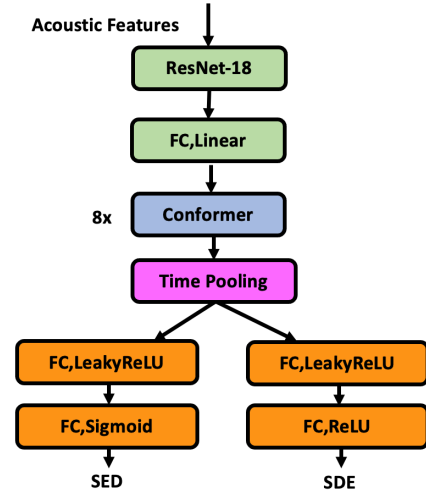 Acoustic Features
ResNet-18
FC,Linear
8x
Conformer
Time Pooling
FC,LeakyReLU
FC,LeakyReLU
FC,Sigmoid
FC,ReLU
SED
SDE